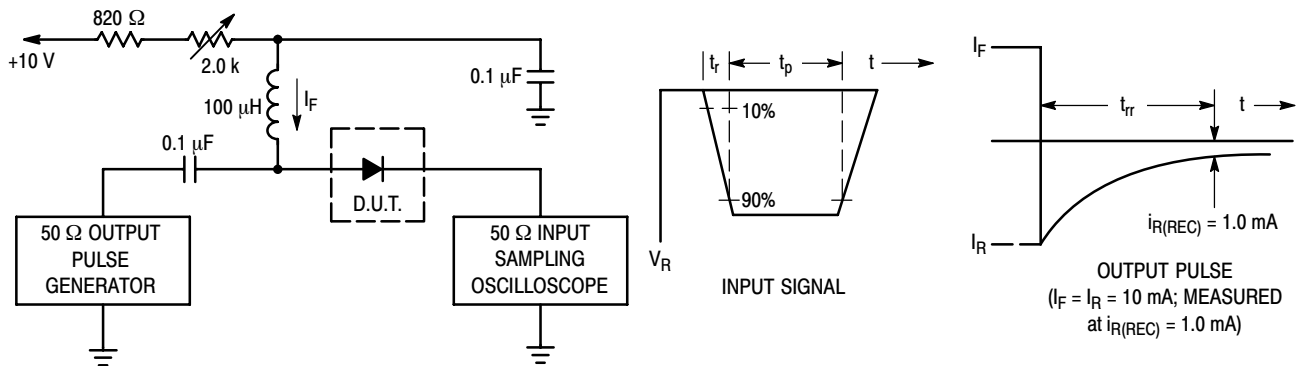 820 Ω
+10 V
2.0 k
0.1 μF
100 μH
I_F
0.1 μF
D.U.T.
50 Ω OUTPUT
PULSE
GENERATOR
50 Ω INPUT
SAMPLING
OSCILLOSCOPE
t_r
t_p
t
10%
90%
V_R
INPUT SIGNAL
I_F
t_rr
t
I_R
i_R(REC) = 1.0 mA
OUTPUT PULSE
(I_F = I_R = 10 mA; MEASURED
at i_R(REC) = 1.0 mA)